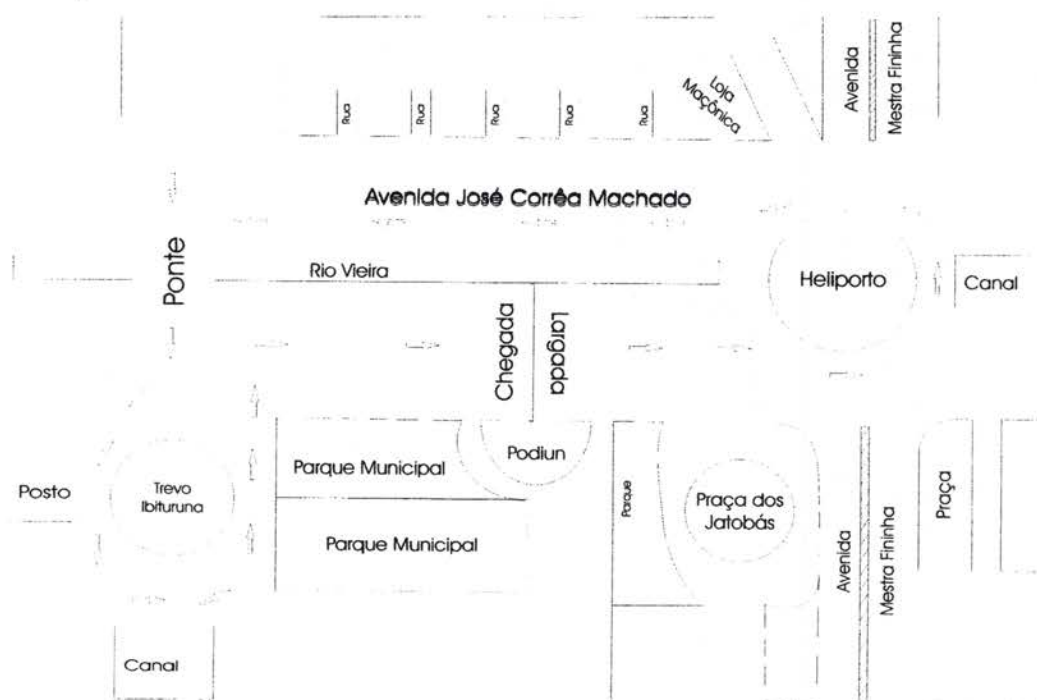 Avenida
Mestra Fininha
Loja
Maçônica
Rua
Rua
Rua
Rua
Rua
Avenida José Corrêa Machado
Ponte
Rio Vieira
Heliporto
Canal
Chegada
Largada
Podiun
Parque Municipal
Parque Municipal
Posto
Trevo
Ibituruna
Parque
Praça dos
Jatobás
Avenida
Mestra Fininha
Praça
Canal